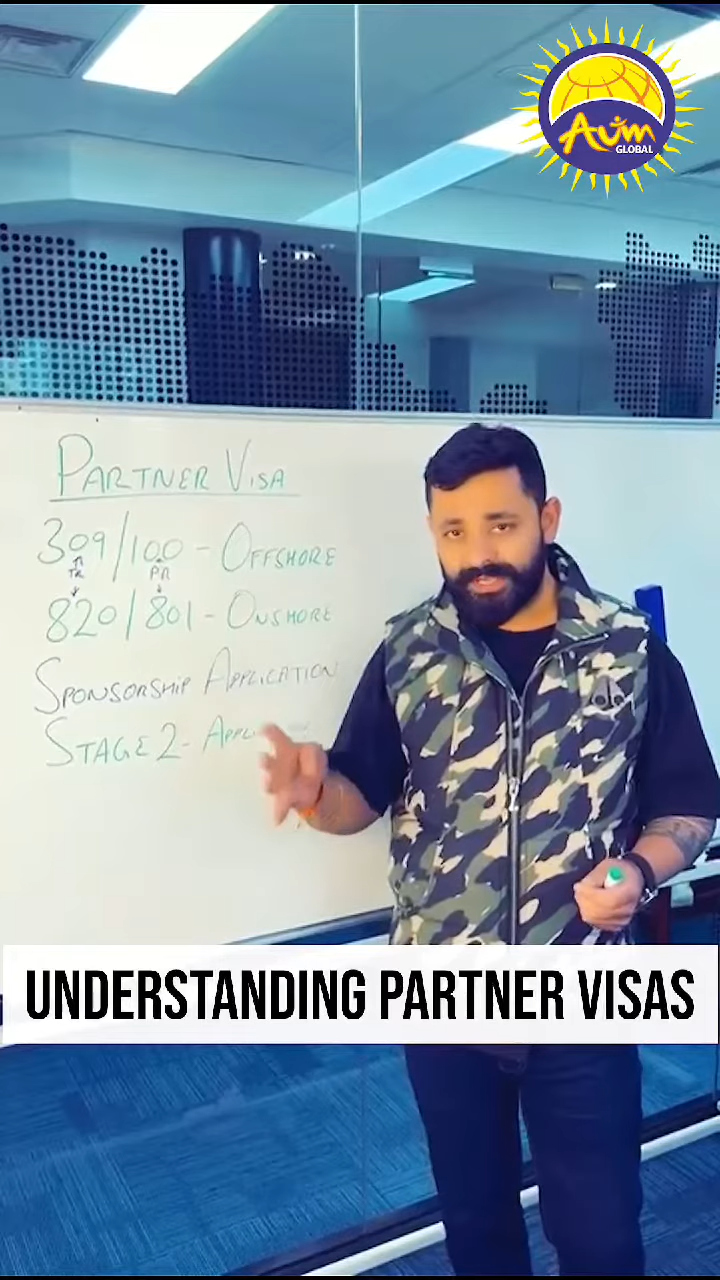 Aum
GLOBAL
PARTNER VISA
309/100 - OFFSHORE
TR PR
820/801 - ONSHORE
SPONSORSHIP APPLICATION
STAGE 2 -
UNDERSTANDING PARTNER VISAS